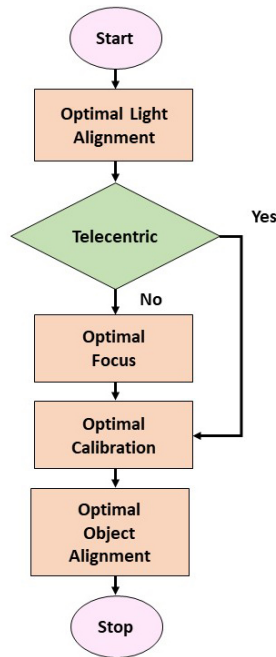 Start
Optimal Light
Alignment
Telecentric
Yes
No
Optimal
Focus
Optimal
Calibration
Optimal
Object
Alignment
Stop